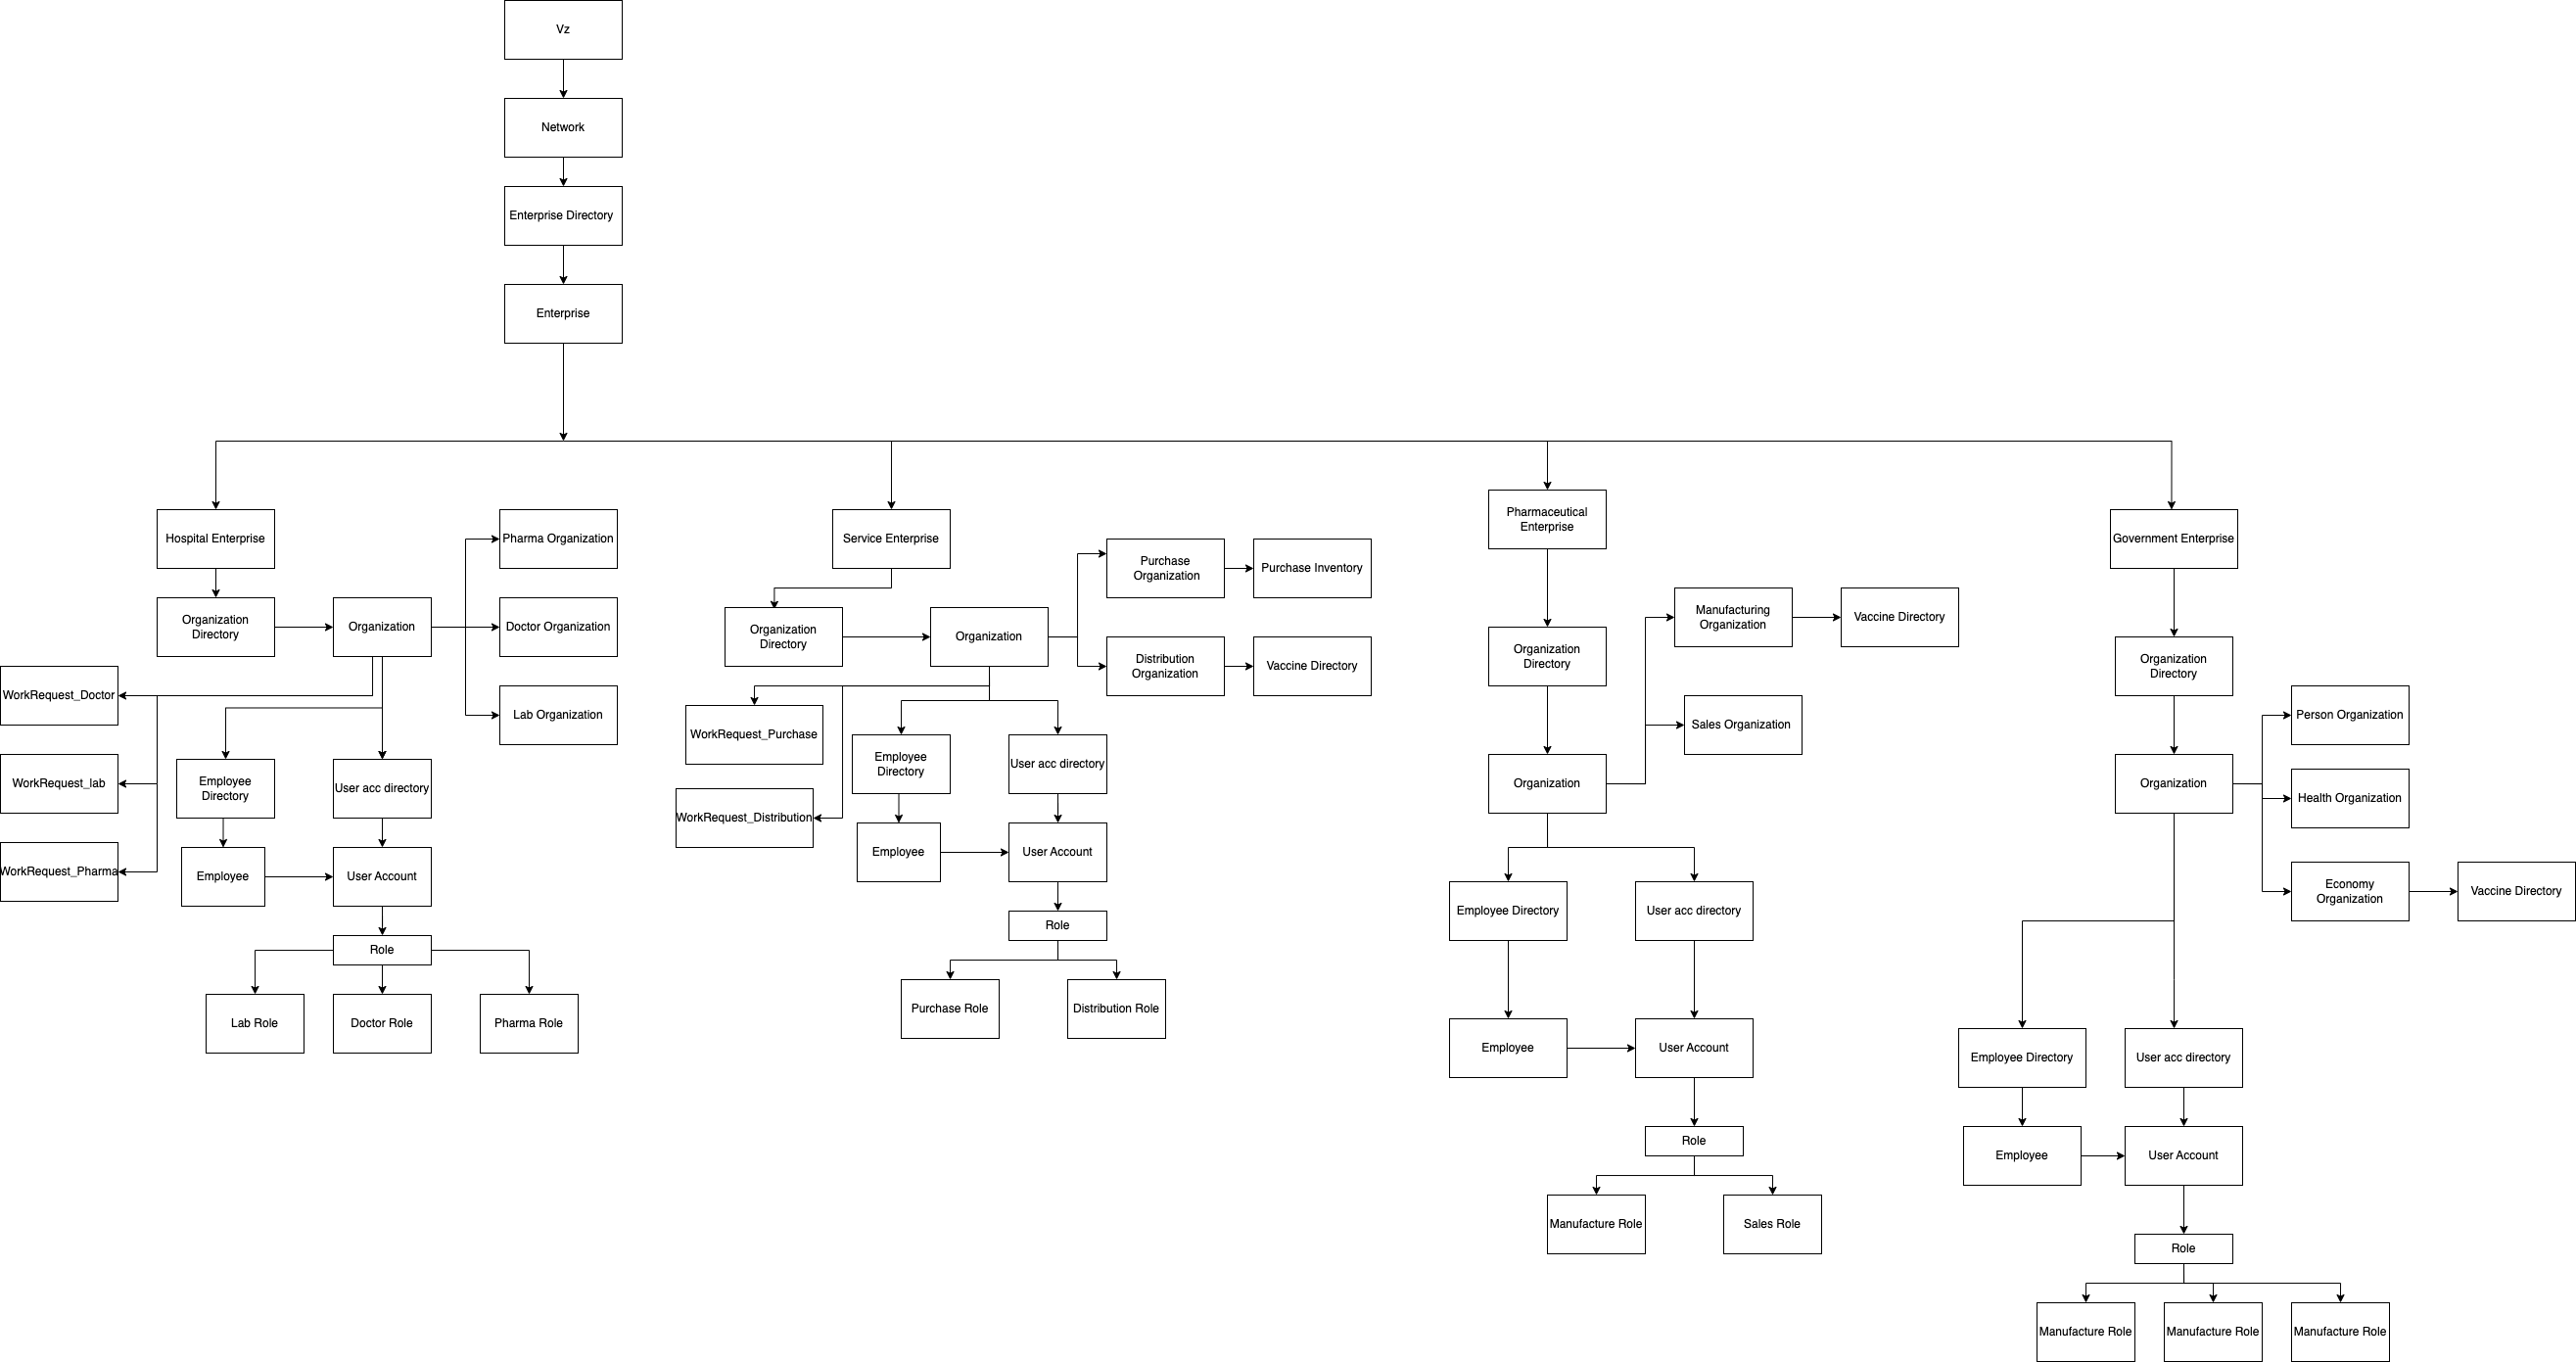 Vz
Network
Enterprise Directory
Enterprise
Hospital Enterprise
Organization
Directory
Organization
Pharma Organization
Doctor Organization
Lab Organization
WorkRequest_Doctor
WorkRequest_lab
WorkRequest_Pharma
Employee
Directory
User acc directory
Employee
User Account
Role
Lab Role
Doctor Role
Pharma Role
Service Enterprise
Organization
Directory
Organization
Purchase
Organization
Purchase Inventory
Distribution
Organization
Vaccine Directory
WorkRequest_Purchase
WorkRequest_Distribution
Employee
Directory
User acc directory
Employee
User Account
Role
Purchase Role
Distribution Role
Pharmaceutical
Enterprise
Organization
Directory
Organization
Manufacturing
Organization
Vaccine Directory
Sales Organization
Employee Directory
User acc directory
Employee
User Account
Role
Manufacture Role
Sales Role
Government Enterprise
Organization
Directory
Organization
Person Organization
Health Organization
Economy
Organization
Vaccine Directory
Employee Directory
User acc directory
Employee
User Account
Role
Manufacture Role
Manufacture Role
Manufacture Role